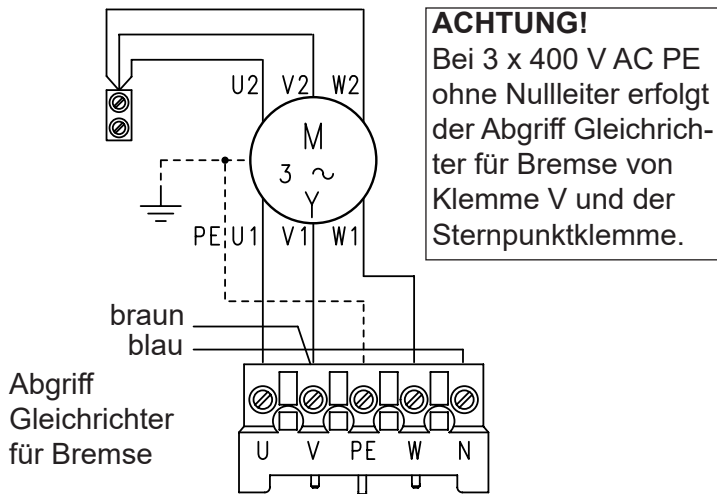 ACHTUNG!
Bei 3 x 400 V AC PE
ohne Nullleiter erfolgt
der Abgriff Gleichrich-
ter für Bremse von
Klemme V und der
Sternpunktklemme.
U2 V2 W2
M
3 ~
Y
PE U1 V1 W1
braun
blau
Abgriff
Gleichrichter
für Bremse
U V PE W N